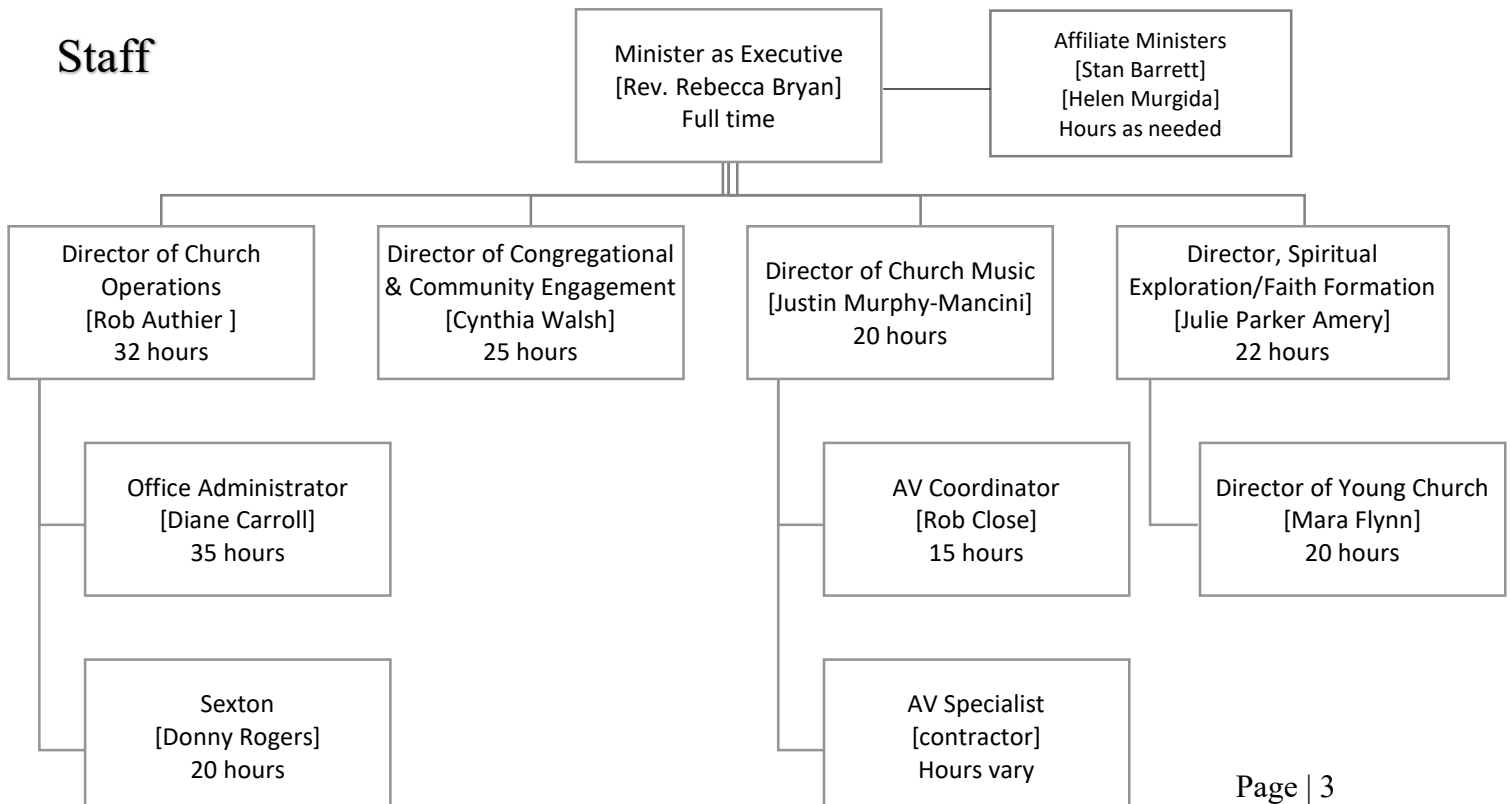 Staff
Minister as Executive
[Rev. Rebecca Bryan]
Full time
Affiliate Ministers
[Stan Barrett]
[Helen Murgida]
Hours as needed
Director of Church
Operations
[Rob Authier ]
32 hours
Director of Congregational
& Community Engagement
[Cynthia Walsh]
25 hours
Director of Church Music
[Justin Murphy-Mancini]
20 hours
Director, Spiritual
Exploration/Faith Formation
[Julie Parker Amery]
22 hours
Office Administrator
[Diane Carroll]
35 hours
AV Coordinator
[Rob Close]
15 hours
Director of Young Church
[Mara Flynn]
20 hours
Sexton
[Donny Rogers]
20 hours
AV Specialist
[contractor]
Hours vary
Page | 3